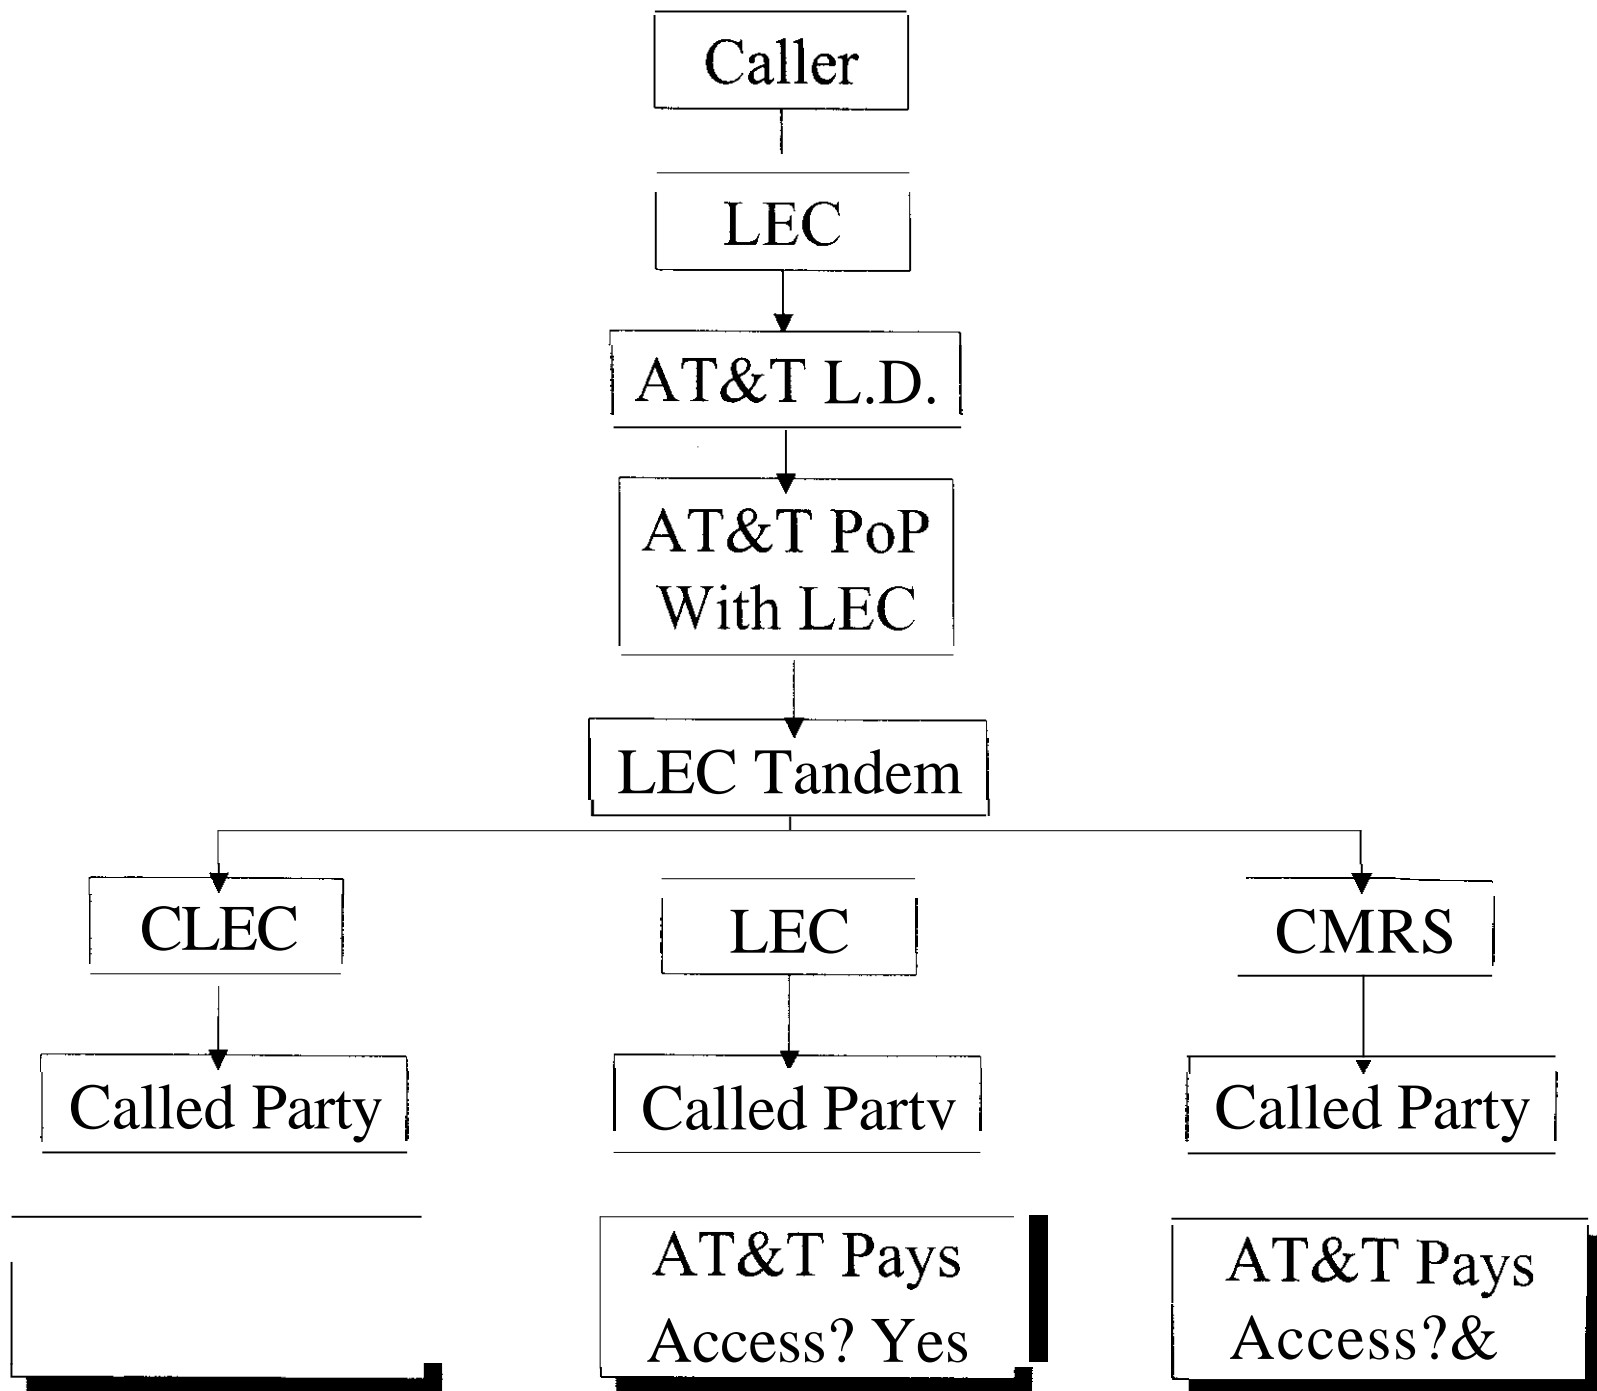 Caller
LEC
AT&T L.D.
AT&T PoP
With LEC
LEC Tandem
CLEC
LEC
CMRS
Called Party
Called Partv
Called Party
AT&T Pays
Access? Yes
AT&T Pays
Access?&